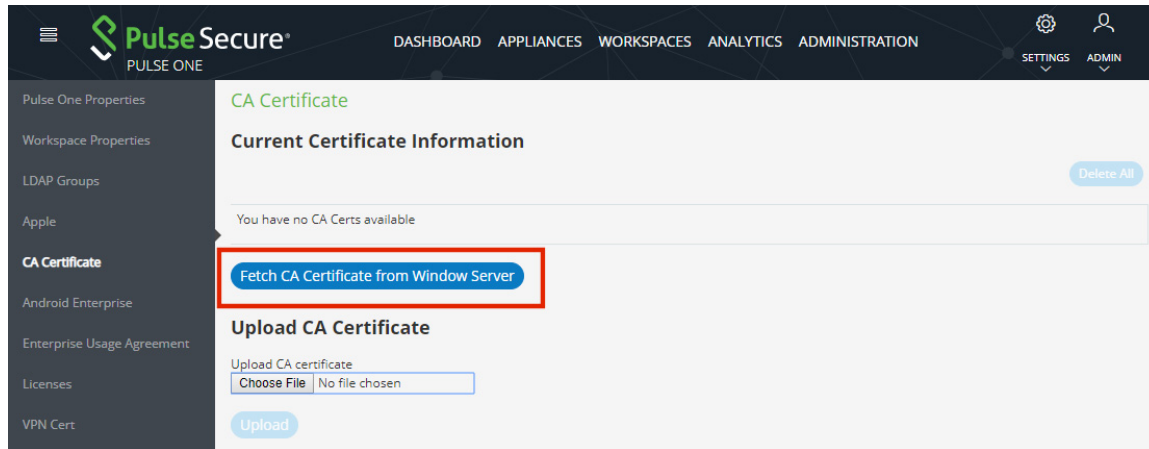 Pulse Secure®
PULSE ONE
DASHBOARD APPLIANCES WORKSPACES ANALYTICS ADMINISTRATION
SETTINGS ADMIN
Pulse One Properties
Workspace Properties
LDAP Groups
Apple
CA Certificate
Android Enterprise
Enterprise Usage Agreement
Licenses
VPN Cert
CA Certificate
Current Certificate Information
Delete All
You have no CA Certs available
Fetch CA Certificate from Window Server
Upload CA Certificate
Upload CA certificate
Choose File No file chosen
Upload